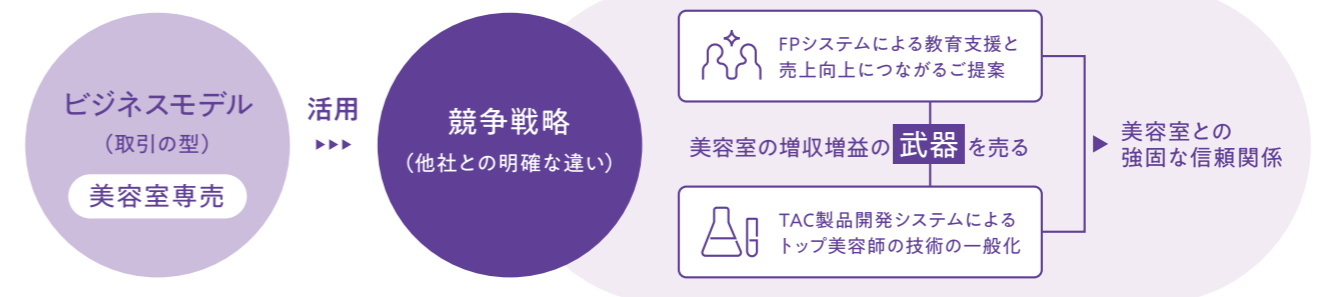 ビジネスモデル
（取引の型）
美容室専売
活用
競争戦略
（他社との明確な違い）
FPシステムによる教育支援と
売上向上につながるご提案
美容室の増収増益の 武器 を売る
TAC製品開発システムによる
トップ美容師の技術の一般化
美容室との
強固な信頼関係